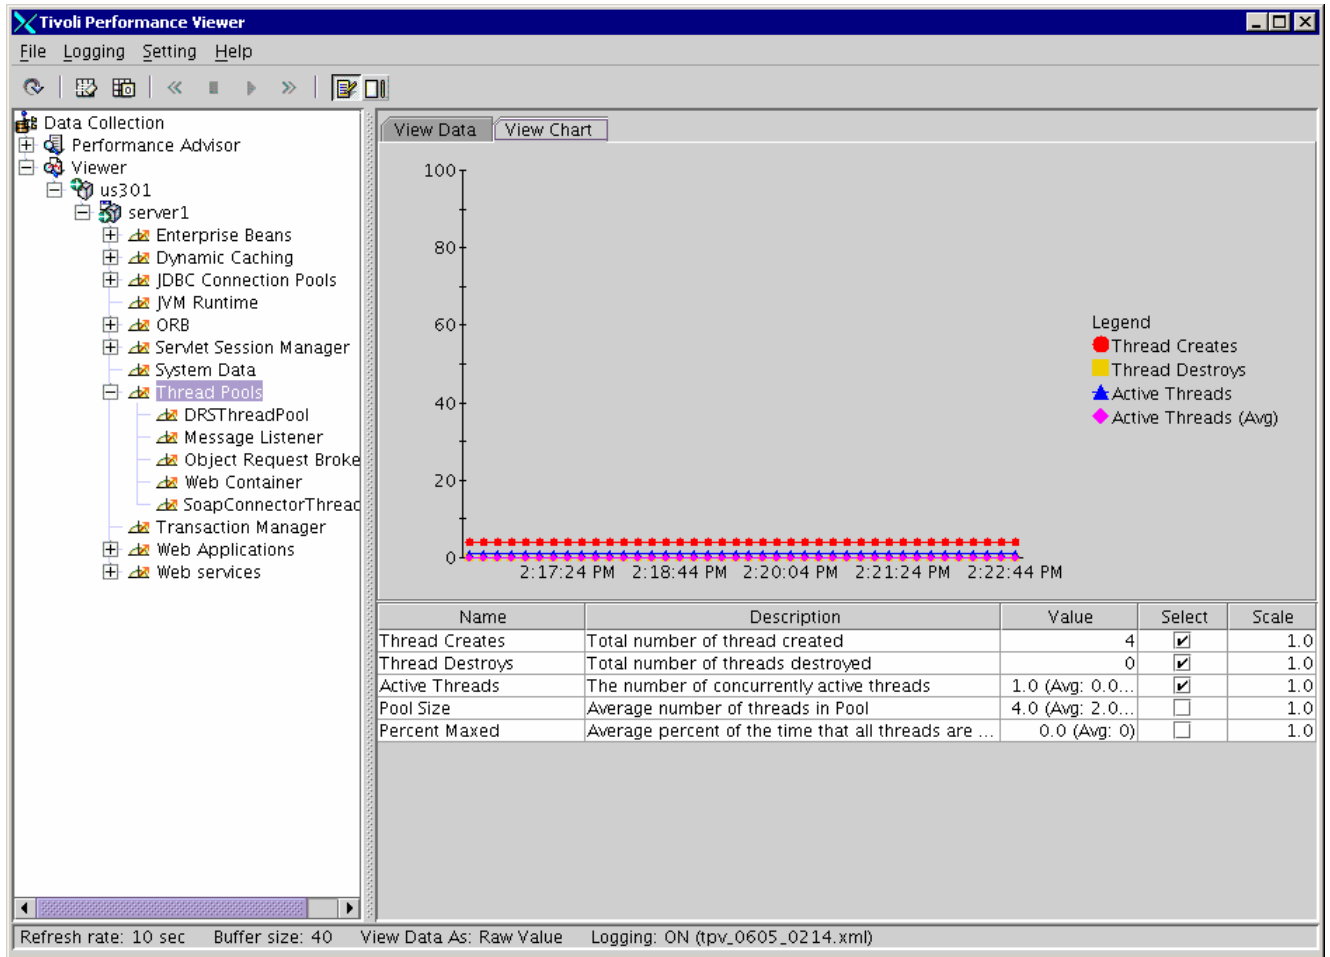 Tivoli Performance Viewer
File Logging Setting Help
Data Collection
Performance Advisor
Viewer
us301
server1
Enterprise Beans
Dynamic Caching
JDBC Connection Pools
JVM Runtime
ORB
Servlet Session Manager
System Data
Thread Pools
DRSThreadPool
Message Listener
Object Request Broke
Web Container
SoapConnectorThread
Transaction Manager
Web Applications
Web services
View Data View Chart
100
80
60
40
20
0
2:17:24 PM 2:18:44 PM 2:20:04 PM 2:21:24 PM 2:22:44 PM
Legend
Thread Creates
Thread Destroys
Active Threads
Active Threads (Avg)
Name Description Value Select Scale
Thread Creates Total number of thread created 4 1.0
Thread Destroys Total number of threads destroyed 0 1.0
Active Threads The number of concurrently active threads 1.0 (Avg: 0.0... 1.0
Pool Size Average number of threads in Pool 4.0 (Avg: 2.0... 1.0
Percent Maxed Average percent of the time that all threads are ... 0.0 (Avg: 0) 1.0
Refresh rate: 10 sec Buffer size: 40 View Data As: Raw Value Logging: ON (tpv_0605_0214.xml)